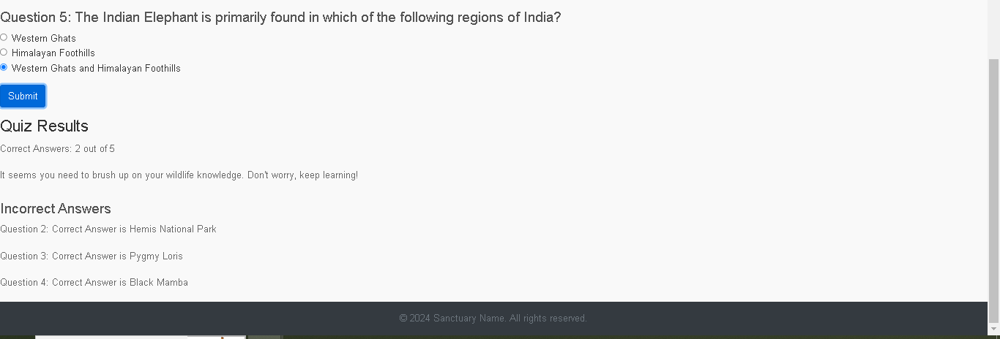 Question 5: The Indian Elephant is primarily found in which of the following regions of India?
Western Ghats
Himalayan Foothills
Western Ghats and Himalayan Foothills
Submit
Quiz Results
Correct Answers: 2 out of 5
It seems you need to brush up on your wildlife knowledge. Don't worry, keep learning!
Incorrect Answers
Question 2: Correct Answer is Hemis National Park
Question 3: Correct Answer is Pygmy Loris
Question 4: Correct Answer is Black Mamba
© 2024 Sanctuary Name. All rights reserved.